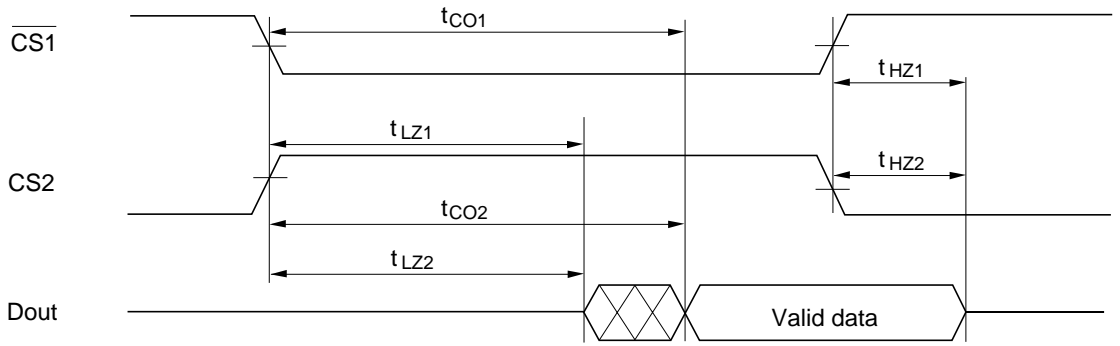 tCO1
CS1
tHZ1
tLZ1
tHZ2
CS2
tCO2
tLZ2
Dout
Valid data